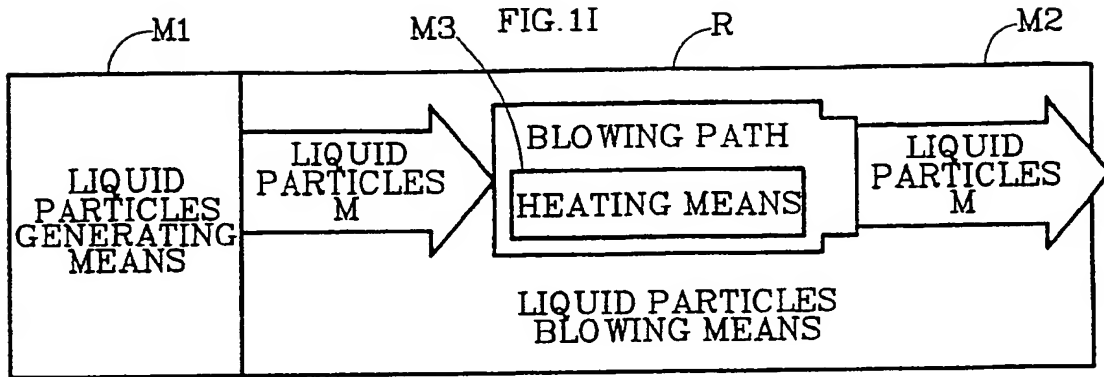 FIG.1I
M1
M3
R
M2
LIQUID
PARTICLES
GENERATING
MEANS
LIQUID
PARTICLES
M
BLOWING PATH
HEATING MEANS
LIQUID
PARTICLES
M
LIQUID PARTICLES
BLOWING MEANS